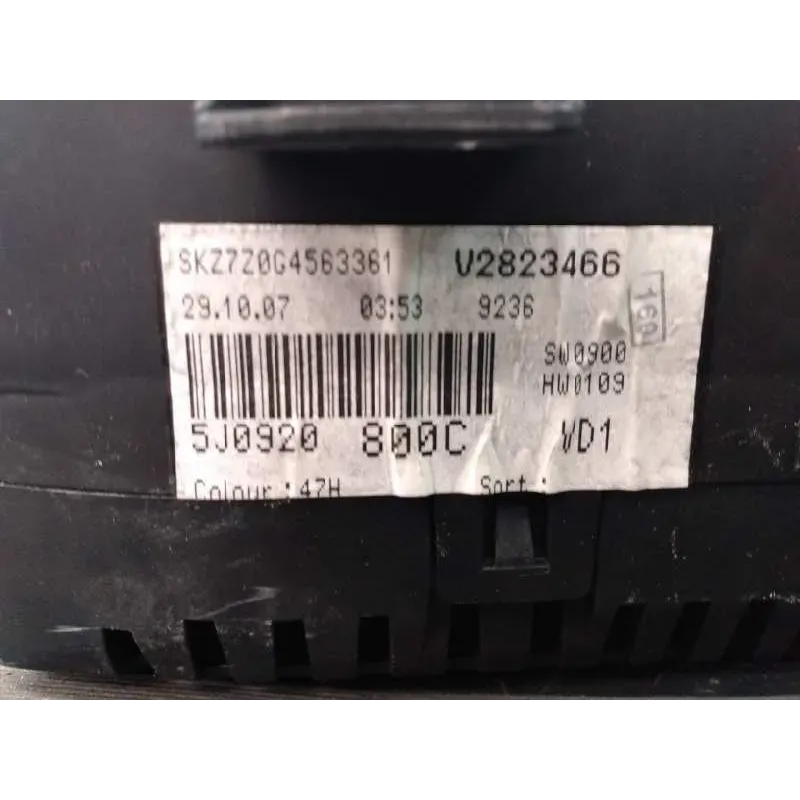 SKZ7Z0G4563361 V2823466
29.10.07 03:53 9236
160
SW0900
HW0109
5J0920 800C VD1
Colour : 47H Sort :